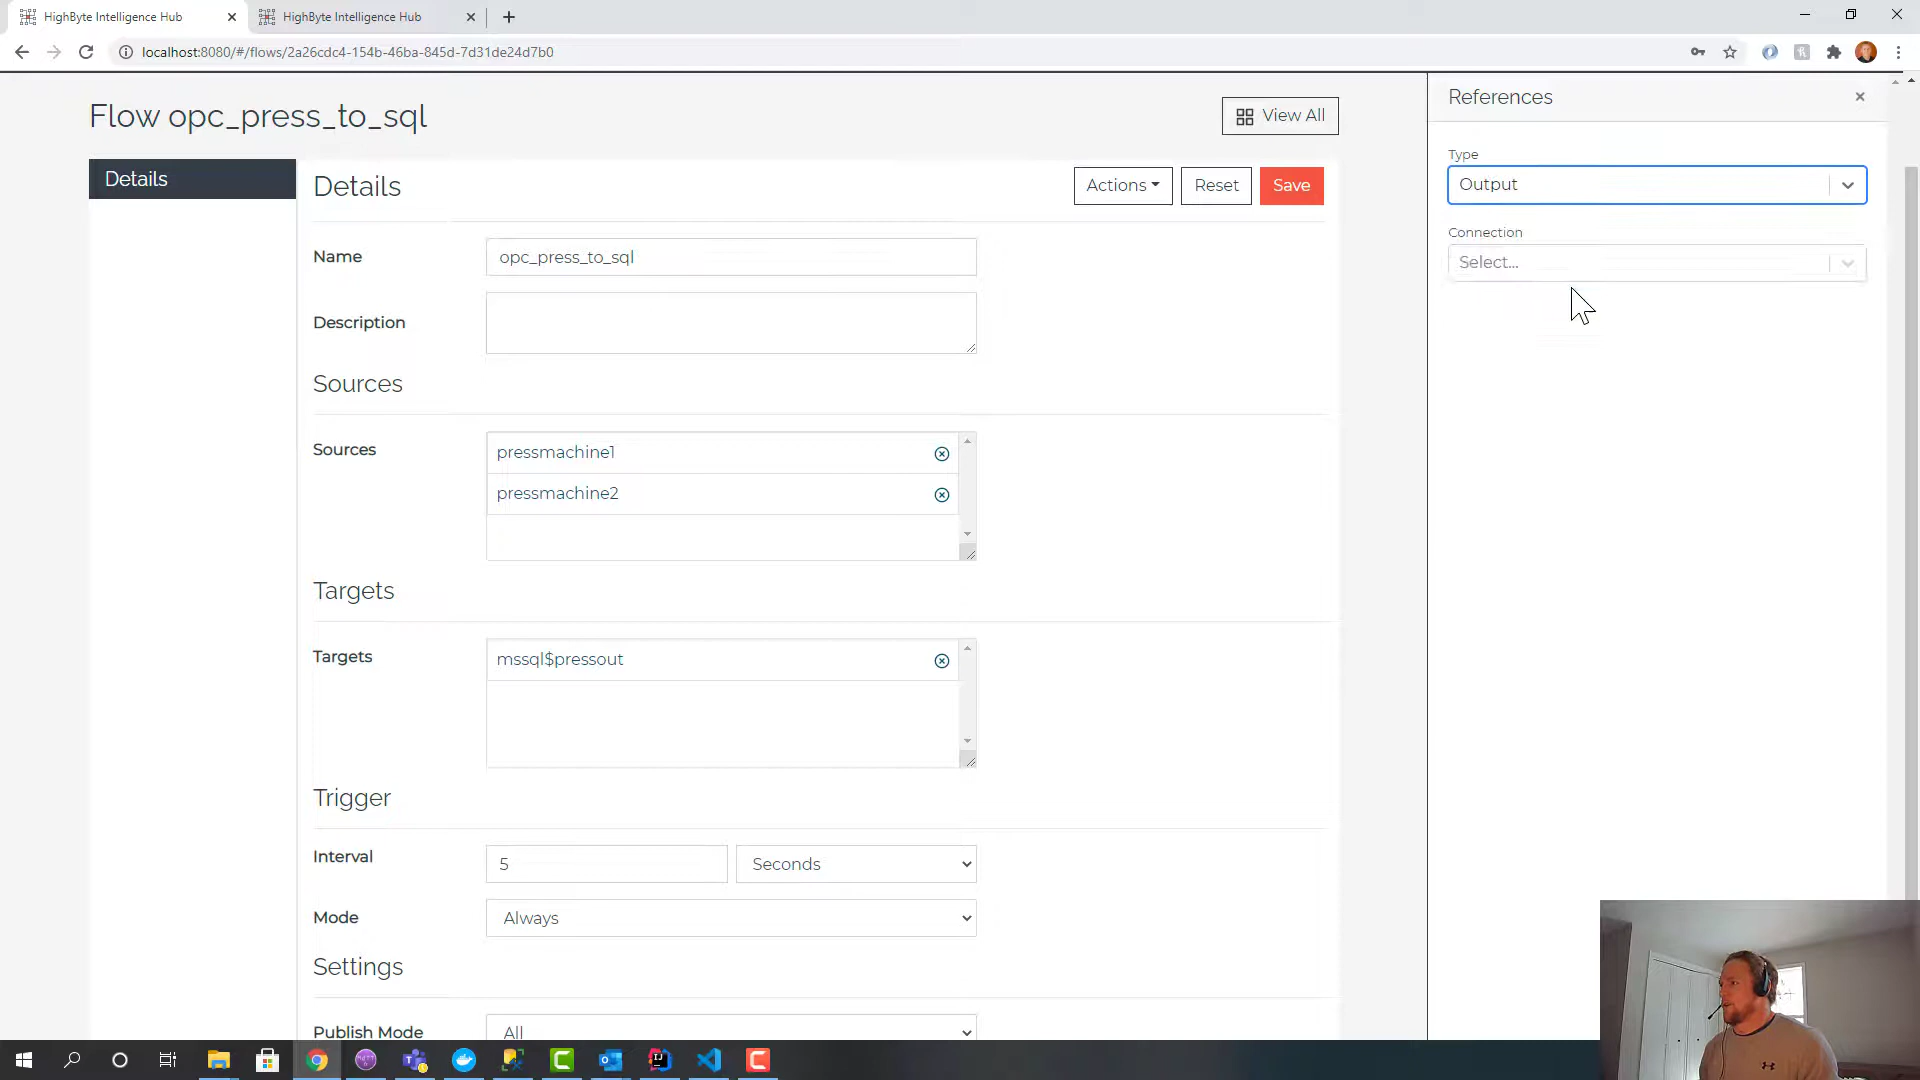 HighByte Intelligence Hub
HighByte Intelligence Hub
localhost:8080/#/flows/2a26cdc4-154b-46ba-845d-7d31de24d7b0
Flow opc_press_to_sql
View All
Details
Details
Actions
Reset
Save
Name
opc_press_to_sql
Description
Sources
Sources
pressmachine1
pressmachine2
Targets
Targets
mssql$pressout
Trigger
Interval
5
Seconds
Mode
Always
Settings
Publish Mode
All
References
Type
Output
Connection
Select...